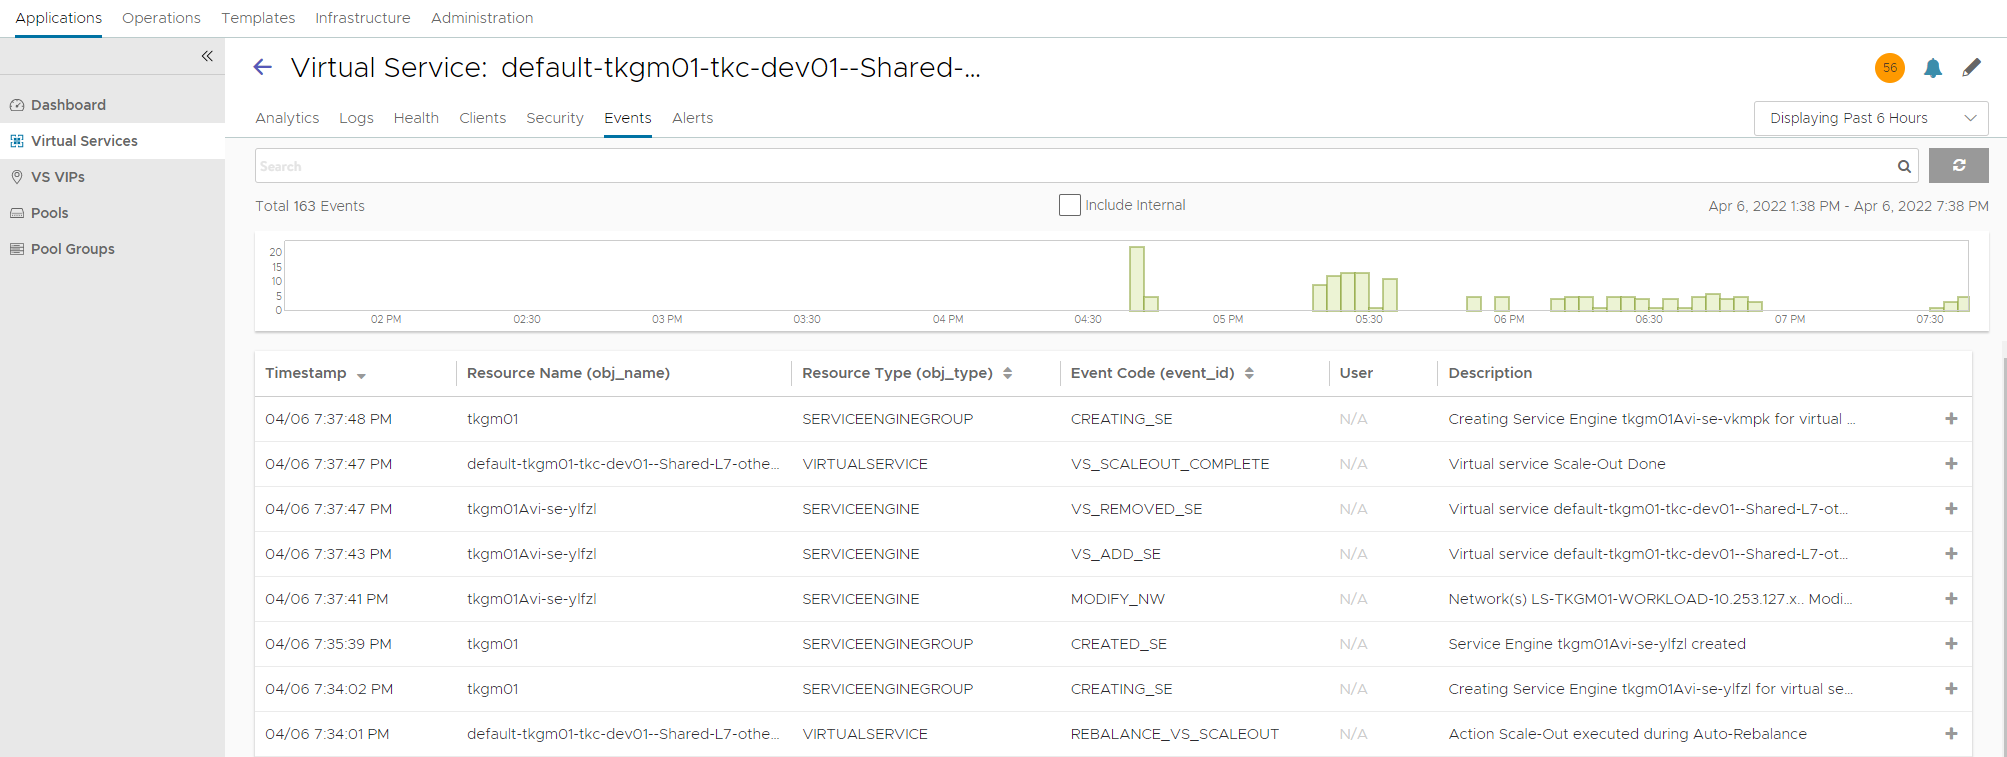 Applications Operations Templates Infrastructure Administration
Virtual Service: default-tkgm01-tkc-dev01--Shared-...
56
Dashboard
Virtual Services
VS VIPs
Pools
Pool Groups
Analytics Logs Health Clients Security Events Alerts
Displaying Past 6 Hours
Search
Total 163 Events
Include Internal
Apr 6, 2022 1:38 PM - Apr 6, 2022 7:38 PM
20
15
10
5
0
02 PM 02:30 03 PM 03:30 04 PM 04:30 05 PM 05:30 06 PM 06:30 07 PM 07:30
Timestamp Resource Name (obj_name) Resource Type (obj_type) Event Code (event_id) User Description
04/06 7:37:48 PM tkgm01 SERVICEENGINEGROUP CREATING_SE N/A Creating Service Engine tkgm01Avi-se-vkmpk for virtual ...
04/06 7:37:47 PM default-tkgm01-tkc-dev01--Shared-L7-othe... VIRTUALSERVICE VS_SCALEOUT_COMPLETE N/A Virtual service Scale-Out Done
04/06 7:37:47 PM tkgm01Avi-se-ylfzl SERVICEENGINE VS_REMOVED_SE N/A Virtual service default-tkgm01-tkc-dev01--Shared-L7-ot...
04/06 7:37:43 PM tkgm01Avi-se-ylfzl SERVICEENGINE VS_ADD_SE N/A Virtual service default-tkgm01-tkc-dev01--Shared-L7-ot...
04/06 7:37:41 PM tkgm01Avi-se-ylfzl SERVICEENGINE MODIFY_NW N/A Network(s) LS-TKGM01-WORKLOAD-10.253.127.x.. Modi...
04/06 7:35:39 PM tkgm01 SERVICEENGINEGROUP CREATED_SE N/A Service Engine tkgm01Avi-se-ylfzl created
04/06 7:34:02 PM tkgm01 SERVICEENGINEGROUP CREATING_SE N/A Creating Service Engine tkgm01Avi-se-ylfzl for virtual se...
04/06 7:34:01 PM default-tkgm01-tkc-dev01--Shared-L7-othe... VIRTUALSERVICE REBALANCE_VS_SCALEOUT N/A Action Scale-Out executed during Auto-Rebalance